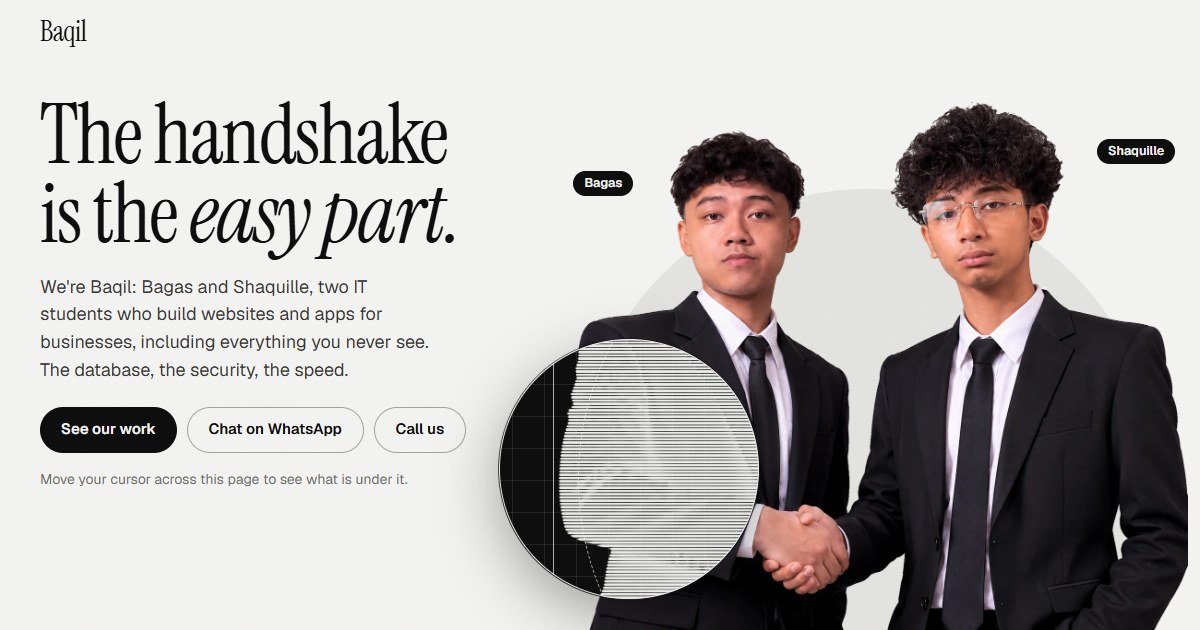 Baqil
The handshake
is the easy part.
We're Baqil: Bagas and Shaquille, two IT
students who build websites and apps for
businesses, including everything you never see.
The database, the security, the speed.
See our work
Chat on WhatsApp
Call us
Move your cursor across this page to see what is under it.
Bagas
Shaquille